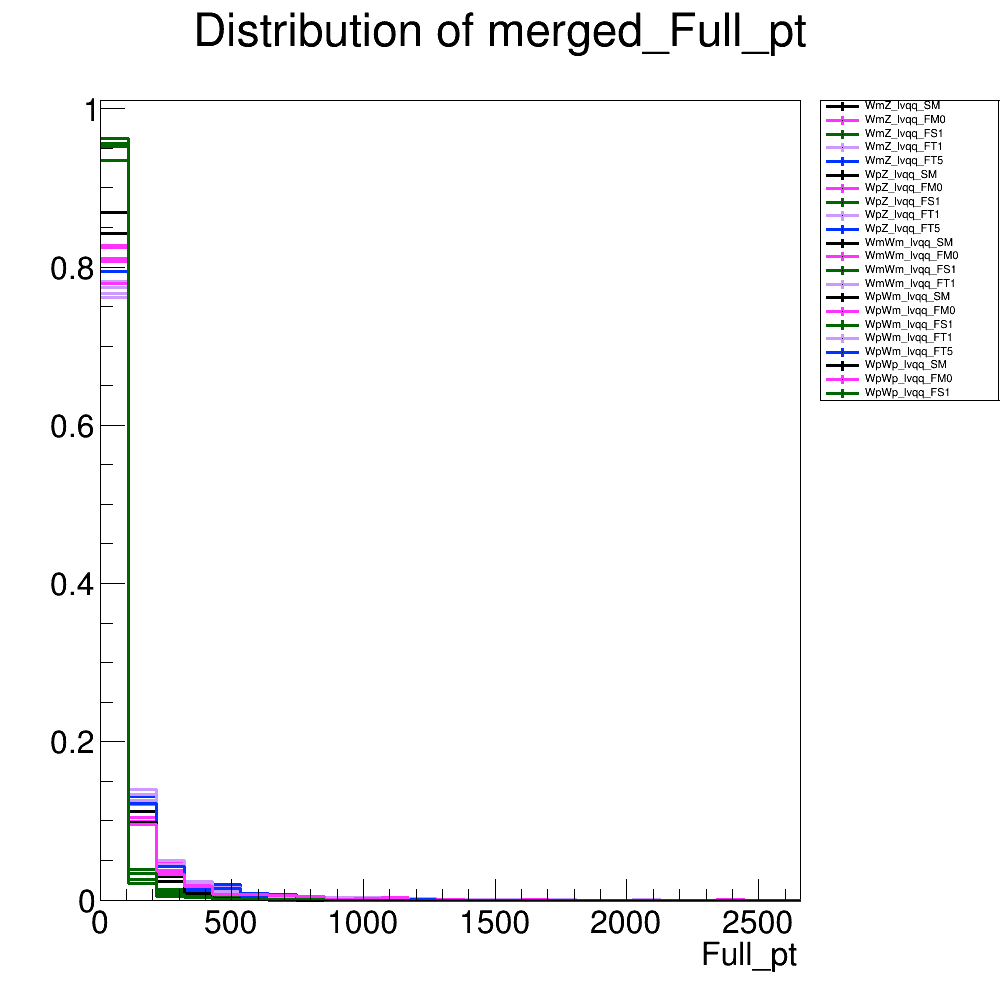 Distribution of merged_Full_pt
1
0.8
0.6
0.4
0.2
0
0 500 1000 1500 2000 2500
Full_pt
WmZ_lvqq_SM
WmZ_lvqq_FM0
WmZ_lvqq_FS1
WmZ_lvqq_FT1
WmZ_lvqq_FT5
WpZ_lvqq_SM
WpZ_lvqq_FM0
WpZ_lvqq_FS1
WpZ_lvqq_FT1
WpZ_lvqq_FT5
WmWm_lvqq_SM
WmWm_lvqq_FM0
WmWm_lvqq_FS1
WmWm_lvqq_FT1
WpWm_lvqq_SM
WpWm_lvqq_FM0
WpWm_lvqq_FS1
WpWm_lvqq_FT1
WpWm_lvqq_FT5
WpWp_lvqq_SM
WpWp_lvqq_FM0
WpWp_lvqq_FS1